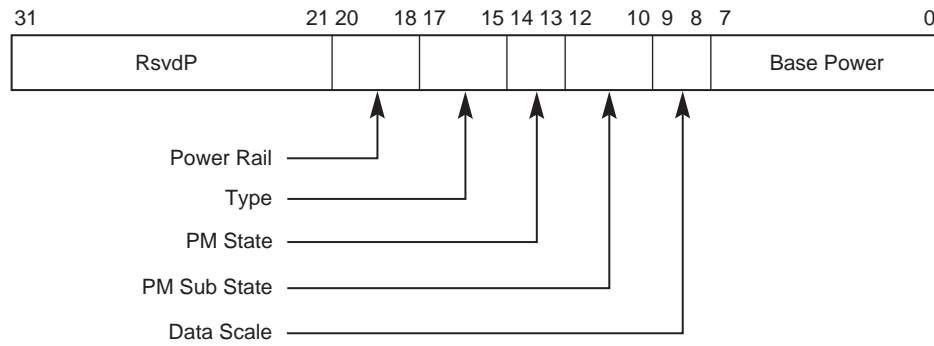 31 21 20 18 17 15 14 13 12 10 9 8 7 0
RsvdP Base Power
Power Rail
Type
PM State
PM Sub State
Data Scale